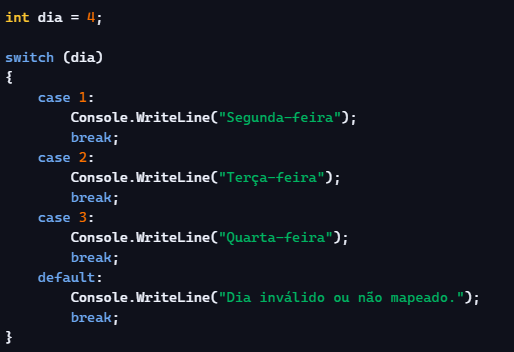 int dia = 4;

switch (dia)
{
    case 1:
        Console.WriteLine("Segunda-feira");
        break;
    case 2:
        Console.WriteLine("Terça-feira");
        break;
    case 3:
        Console.WriteLine("Quarta-feira");
        break;
    default:
        Console.WriteLine("Dia inválido ou não mapeado.");
        break;
}